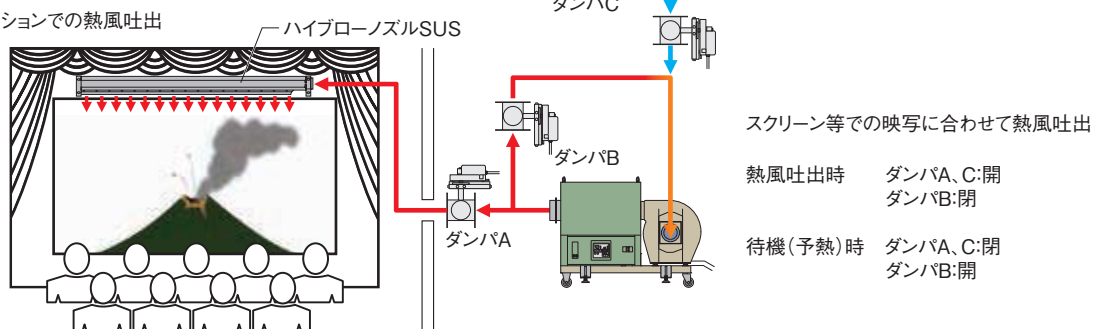 ションでの熱風吐出
ハイブローノズルSUS
ダンパC
ダンパB
ダンパA
スクリーン等での映写に合わせて熱風吐出
熱風吐出時 ダンパA、C:開
ダンパB:閉
待機(予熱)時 ダンパA、C:閉
ダンパB:開